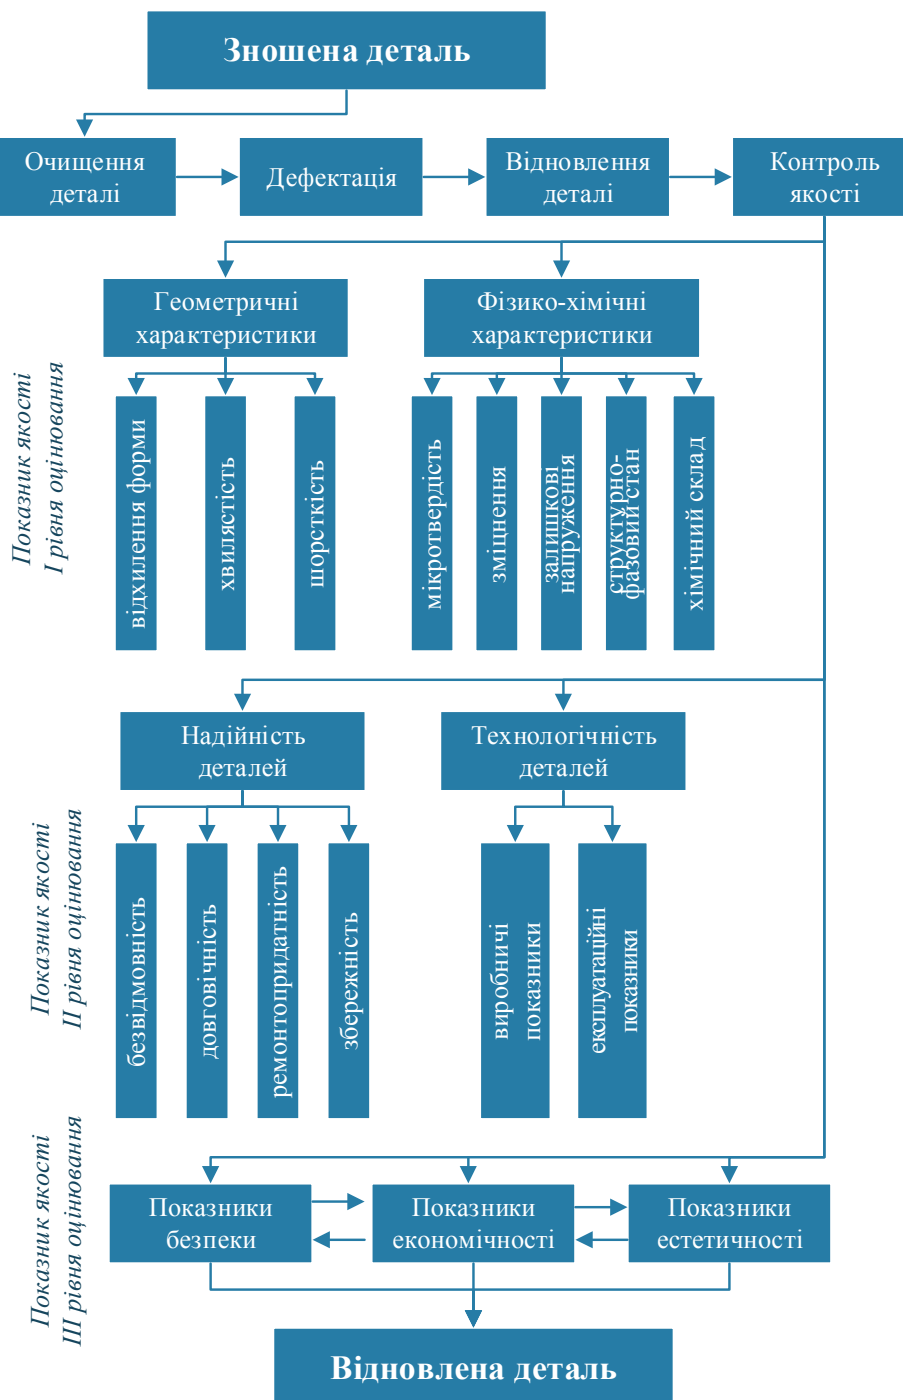 Зношена деталь
Очищення
деталі
Дефектація
Відновлення
деталі
Контроль
якості
Показник якості
І рівня оцінювання
Геометричні
характеристики
Фізико-хімічні
характеристики
відхилення форми
хвилястість
шорсткість
мікротвердість
зміцнення
залишкові
напруження
структурно-
фазовий стан
хімічний склад
Показник якості
ІІ рівня оцінювання
Надійність
деталей
Технологічність
деталей
безвідмовність
довговічність
ремонтопридатність
збережність
виробничі
показники
експлуатаційні
показники
Показник якості
ІІІ рівня оцінювання
Показники
безпеки
Показники
економічності
Показники
естетичності
Відновлена деталь